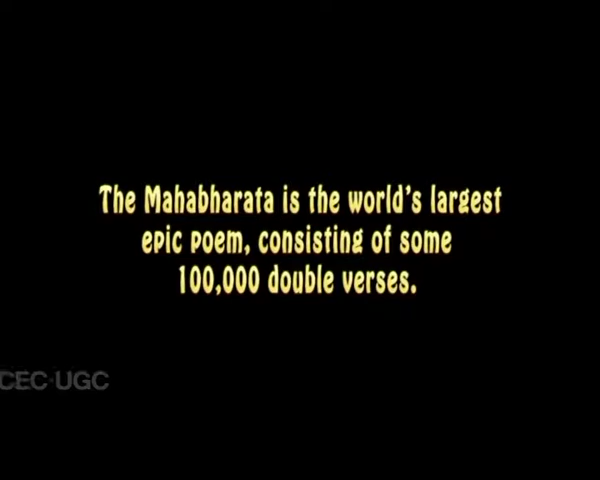 The Mahabharata is the world's largest
epic poem, consisting of some
100,000 double verses.
CEC-UGC